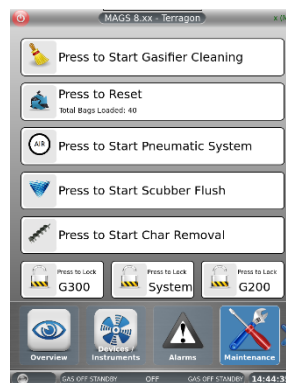 MAGS 8.xx - Terragon
Press to Start Gasifier Cleaning
Press to Reset
Total Bags Loaded: 40
AIR
Press to Start Pneumatic System
Press to Start Scubber Flush
Press to Start Char Removal
Press to Lock
G300
Press to Lock
System
Press to Lock
G200
Overview
Devices /
Instruments
Alarms
Maintenance
GAS OFF STANDBY OFF GAS OFF STANDBY 14:44:3